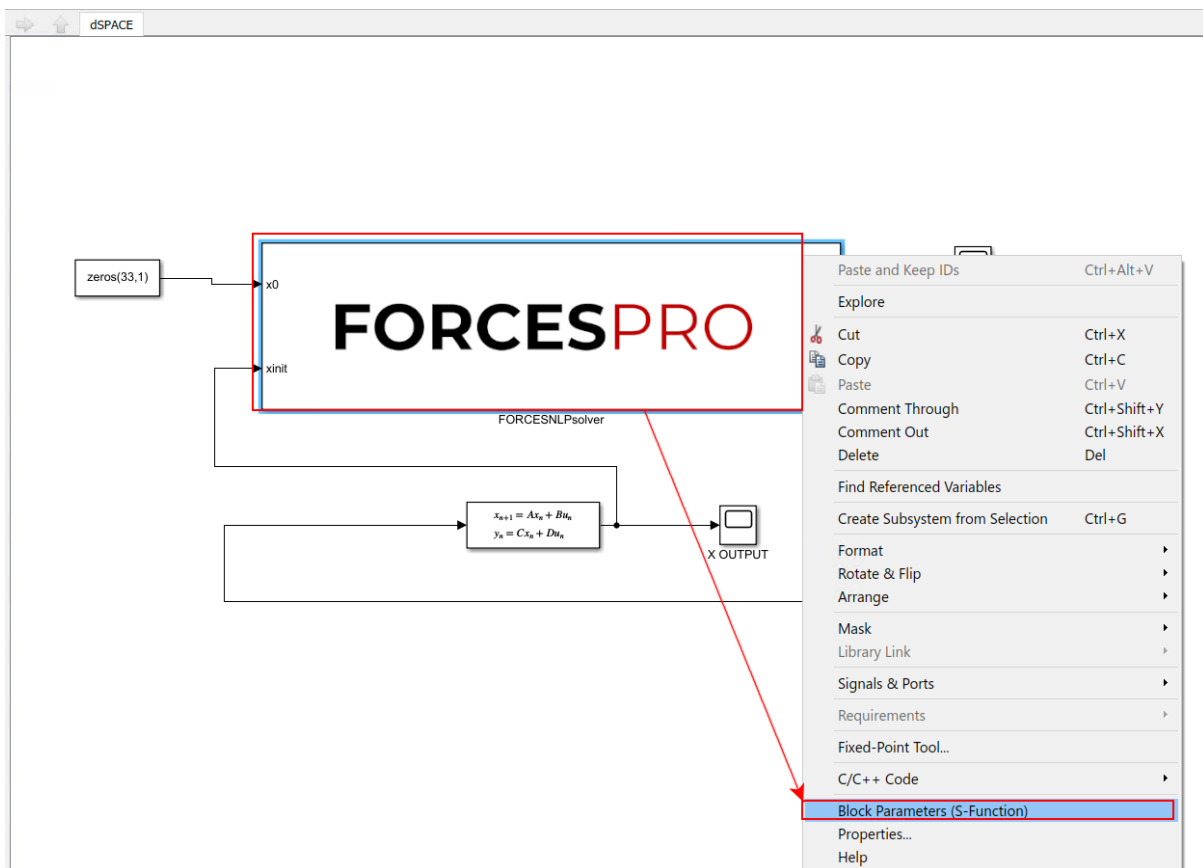 dSPACE
zeros(33,1)
x0
xinit
FORCESPRO
FORCESNLPsolver
xn+1 = Axn + Bun
yn = Cxn + Dun
X OUTPUT
Paste and Keep IDs Ctrl+Alt+V
Explore
Cut Ctrl+X
Copy Ctrl+C
Paste Ctrl+V
Comment Through Ctrl+Shift+Y
Comment Out Ctrl+Shift+X
Delete Del
Find Referenced Variables
Create Subsystem from Selection Ctrl+G
Format
Rotate & Flip
Arrange
Mask
Library Link
Signals & Ports
Requirements
Fixed-Point Tool...
C/C++ Code
Block Parameters (S-Function)
Properties...
Help